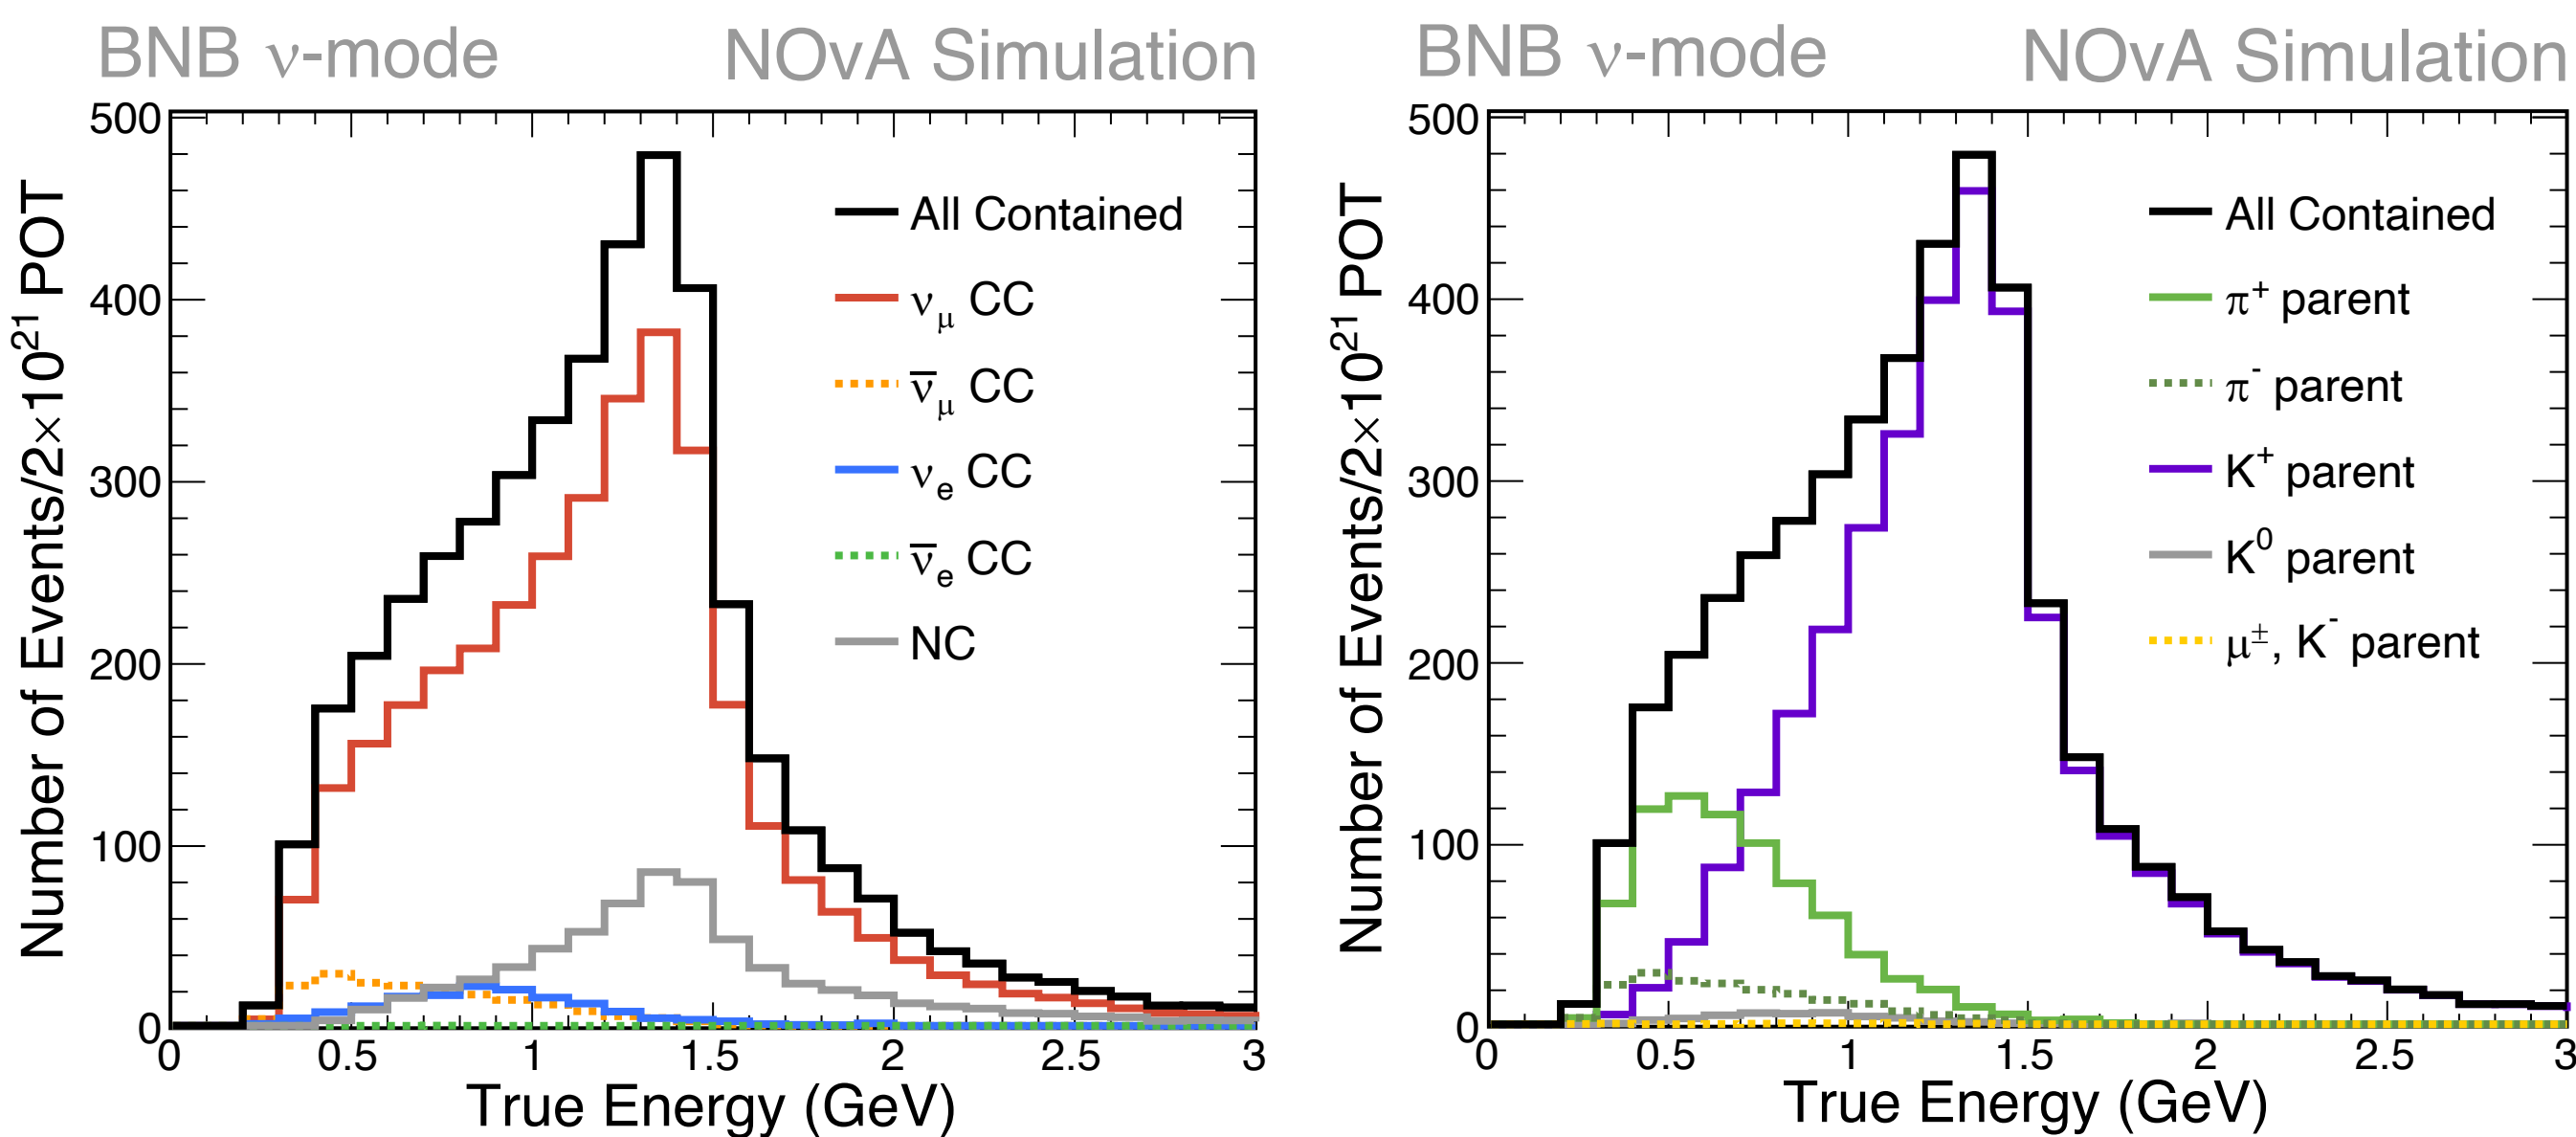 BNB ν-mode NOvA Simulation
Number of Events/2×10²¹ POT
500
400
300
200
100
0
All Contained
ν_μ CC
ν̅_μ CC
ν_e CC
ν̅_e CC
NC
0 0.5 1 1.5 2 2.5 3
True Energy (GeV)
BNB ν-mode NOvA Simulation
Number of Events/2×10²¹ POT
500
400
300
200
100
0
All Contained
π⁺ parent
π⁻ parent
K⁺ parent
K⁰ parent
μ±, K⁻ parent
0 0.5 1 1.5 2 2.5 3
True Energy (GeV)